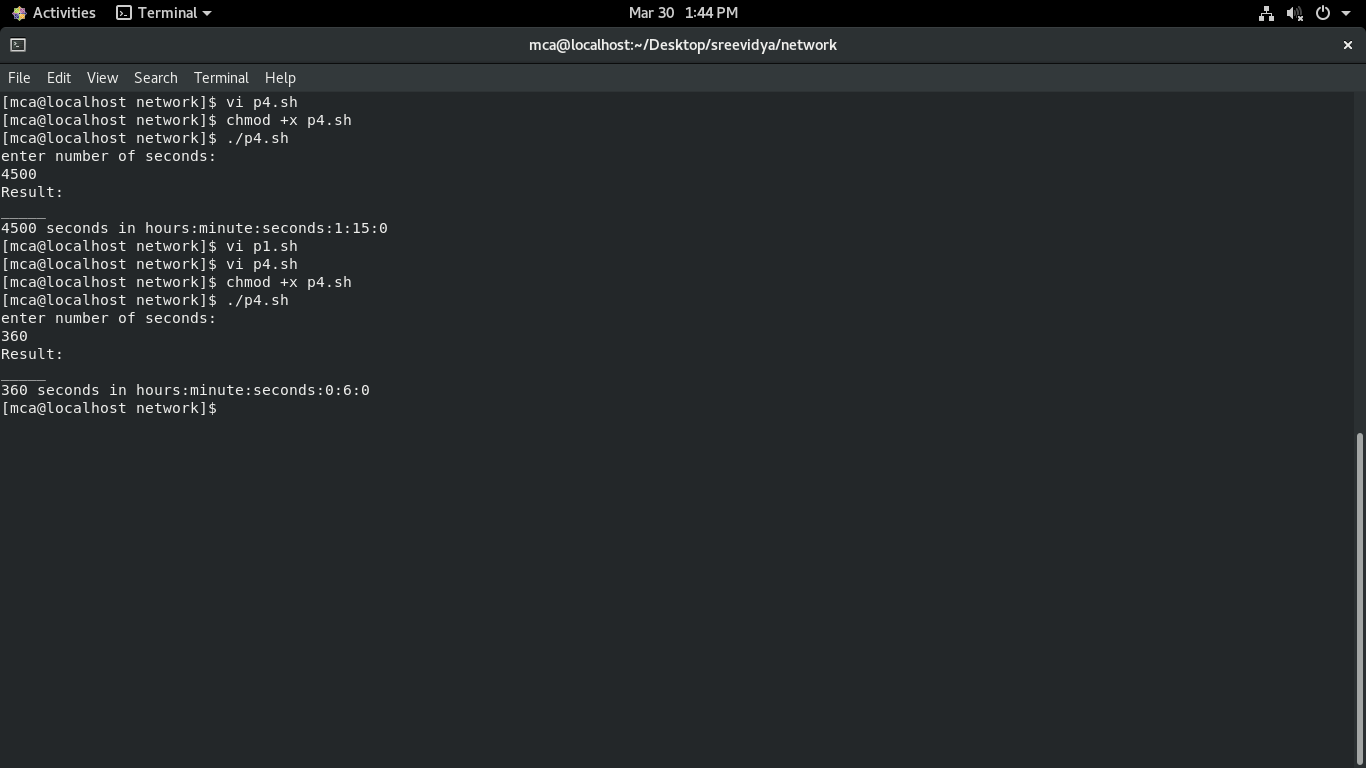 Activities Terminal Mar 30 1:44 PM
mca@localhost:~/Desktop/sreevidya/network
File Edit View Search Terminal Help
[mca@localhost network]$ vi p4.sh
[mca@localhost network]$ chmod +x p4.sh
[mca@localhost network]$ ./p4.sh
enter number of seconds:
4500
Result:
_____
4500 seconds in hours:minute:seconds:1:15:0
[mca@localhost network]$ vi p1.sh
[mca@localhost network]$ vi p4.sh
[mca@localhost network]$ chmod +x p4.sh
[mca@localhost network]$ ./p4.sh
enter number of seconds:
360
Result:
_____
360 seconds in hours:minute:seconds:0:6:0
[mca@localhost network]$